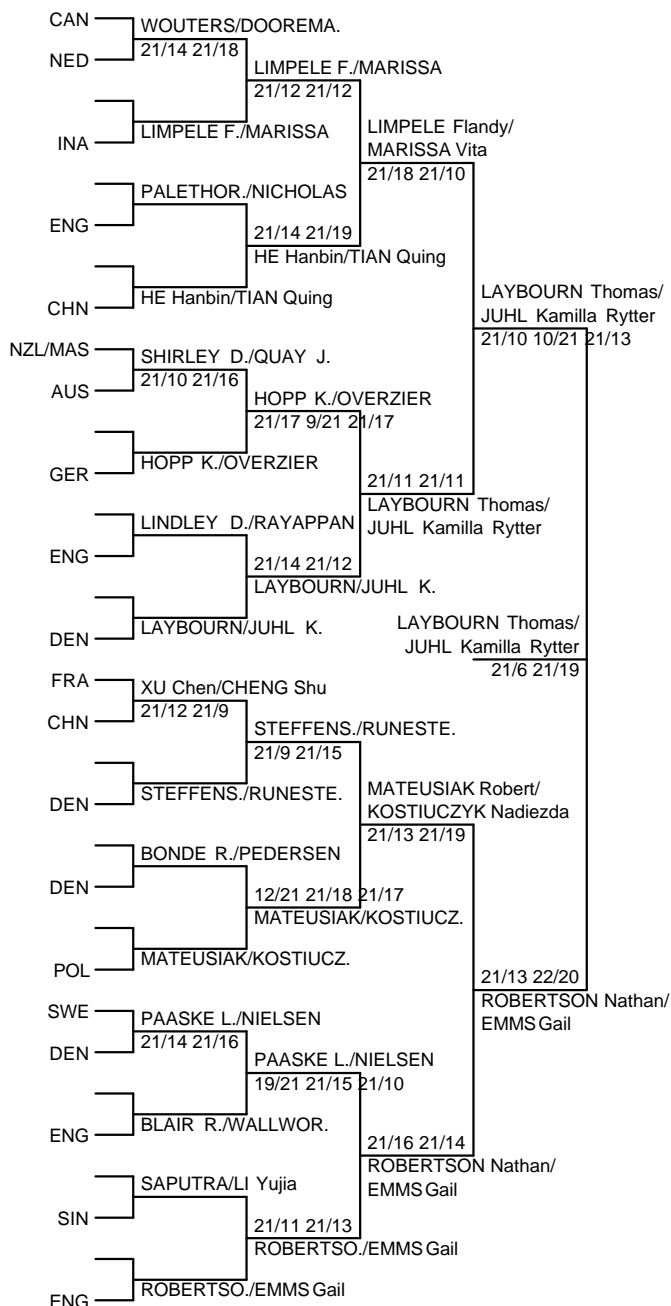 CAN
WOUTERS/DOOREMA.
NED
21/14 21/18
LIMPELE F./MARISSA
21/12 21/12
INA
LIMPELE F./MARISSA
LIMPELE Flandy/
MARISSA Vita
21/18 21/10
PALETHOR./NICHOLAS
ENG
21/14 21/19
HE Hanbin/TIAN Quing
CHN
HE Hanbin/TIAN Quing
LAYBOURN Thomas/
JUHL Kamilla Rytter
21/10 10/21 21/13
NZL/MAS
SHIRLEY D./QUAY J.
21/10 21/16
AUS
HOPP K./OVERZIER
21/17 9/21 21/17
GER
HOPP K./OVERZIER
21/11 21/11
LAYBOURN Thomas/
JUHL Kamilla Rytter
LINDLEY D./RAYAPPAN
ENG
21/14 21/12
LAYBOURN/JUHL K.
DEN
LAYBOURN/JUHL K.
LAYBOURN Thomas/
JUHL Kamilla Rytter
21/6 21/19
FRA
XU Chen/CHENG Shu
CHN
21/12 21/9
STEFFENS./RUNESTE.
21/9 21/15
DEN
STEFFENS./RUNESTE.
MATEUSIAK Robert/
KOSTIUCZYK Nadiezda
21/13 21/19
BONDE R./PEDERSEN
DEN
12/21 21/18 21/17
MATEUSIAK/KOSTIUCZ.
POL
MATEUSIAK/KOSTIUCZ.
21/13 22/20
ROBERTSON Nathan/
EMMS Gail
SWE
PAASKE L./NIELSEN
21/14 21/16
DEN
PAASKE L./NIELSEN
19/21 21/15 21/10
ENG
BLAIR R./WALLWOR.
21/16 21/14
ROBERTSON Nathan/
EMMS Gail
SAPUTRA/LI Yujia
SIN
21/11 21/13
ROBERTSO./EMMS Gail
ENG
ROBERTSO./EMMS Gail